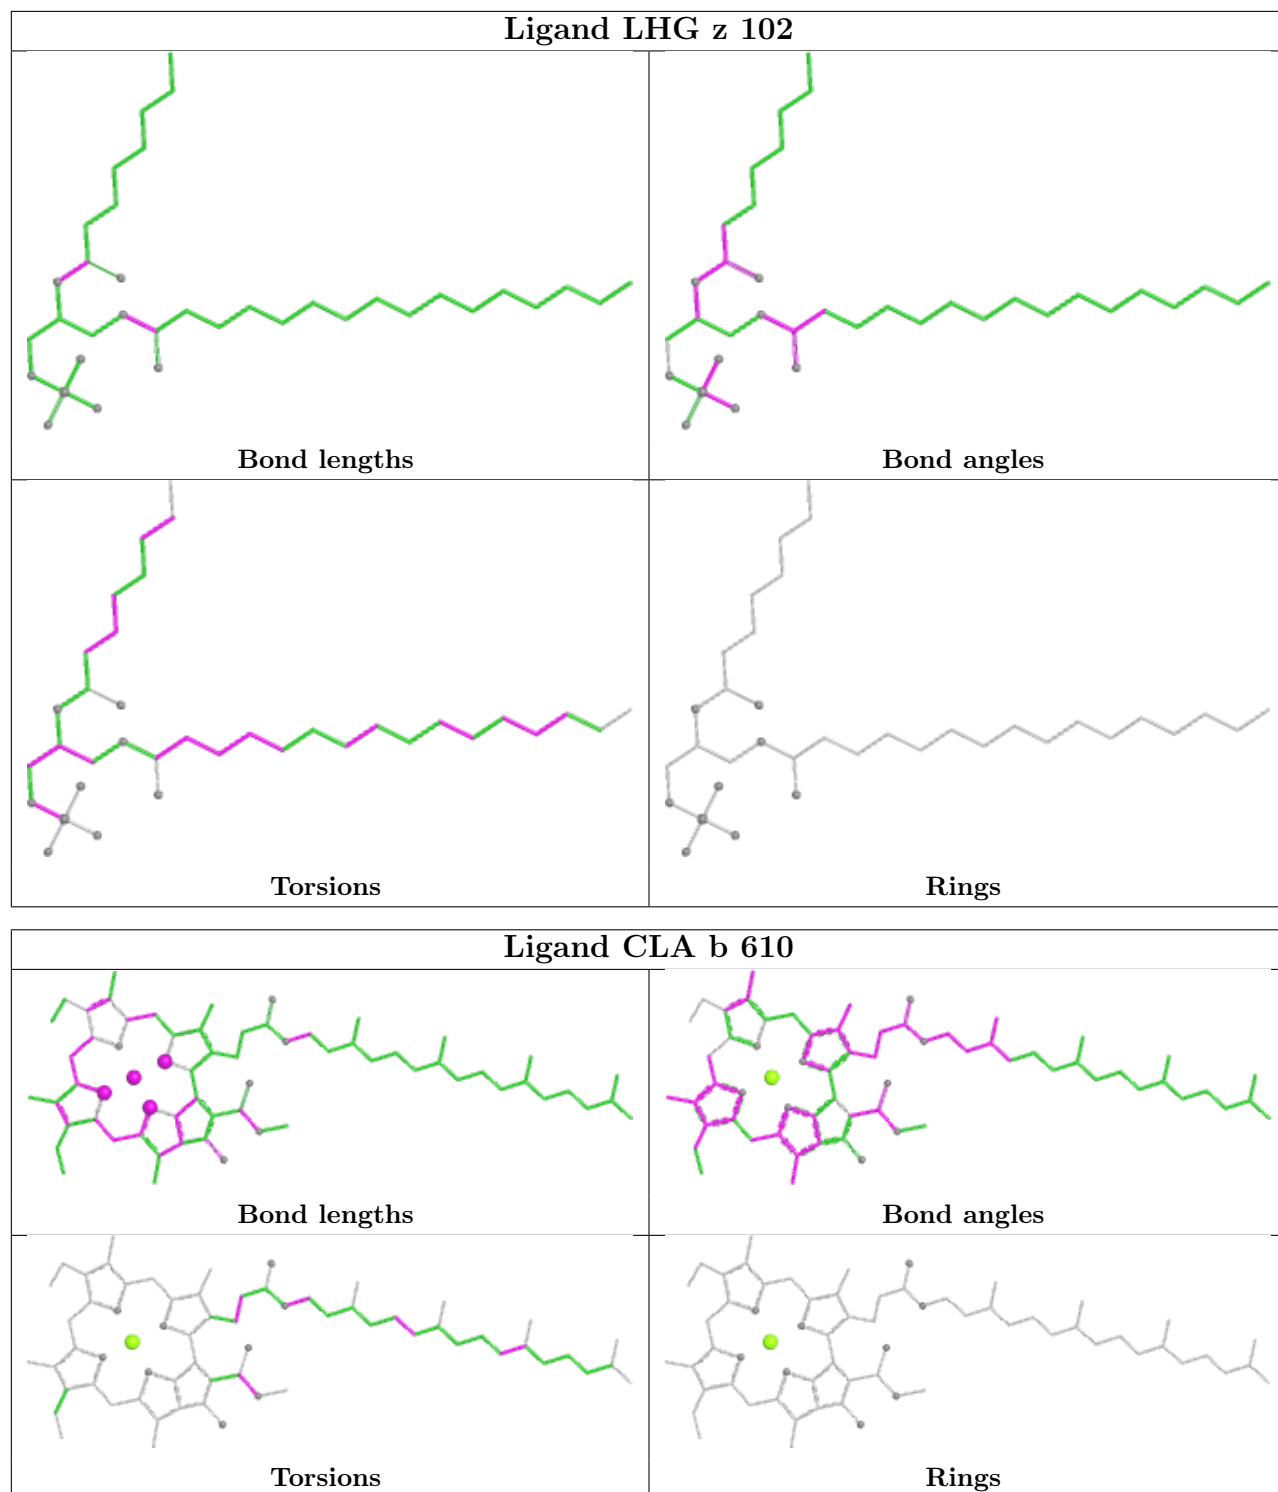 Ligand LHG z 102
Bond lengths
Bond angles
Torsions
Rings
Ligand CLA b 610
Bond lengths
Bond angles
Torsions
Rings